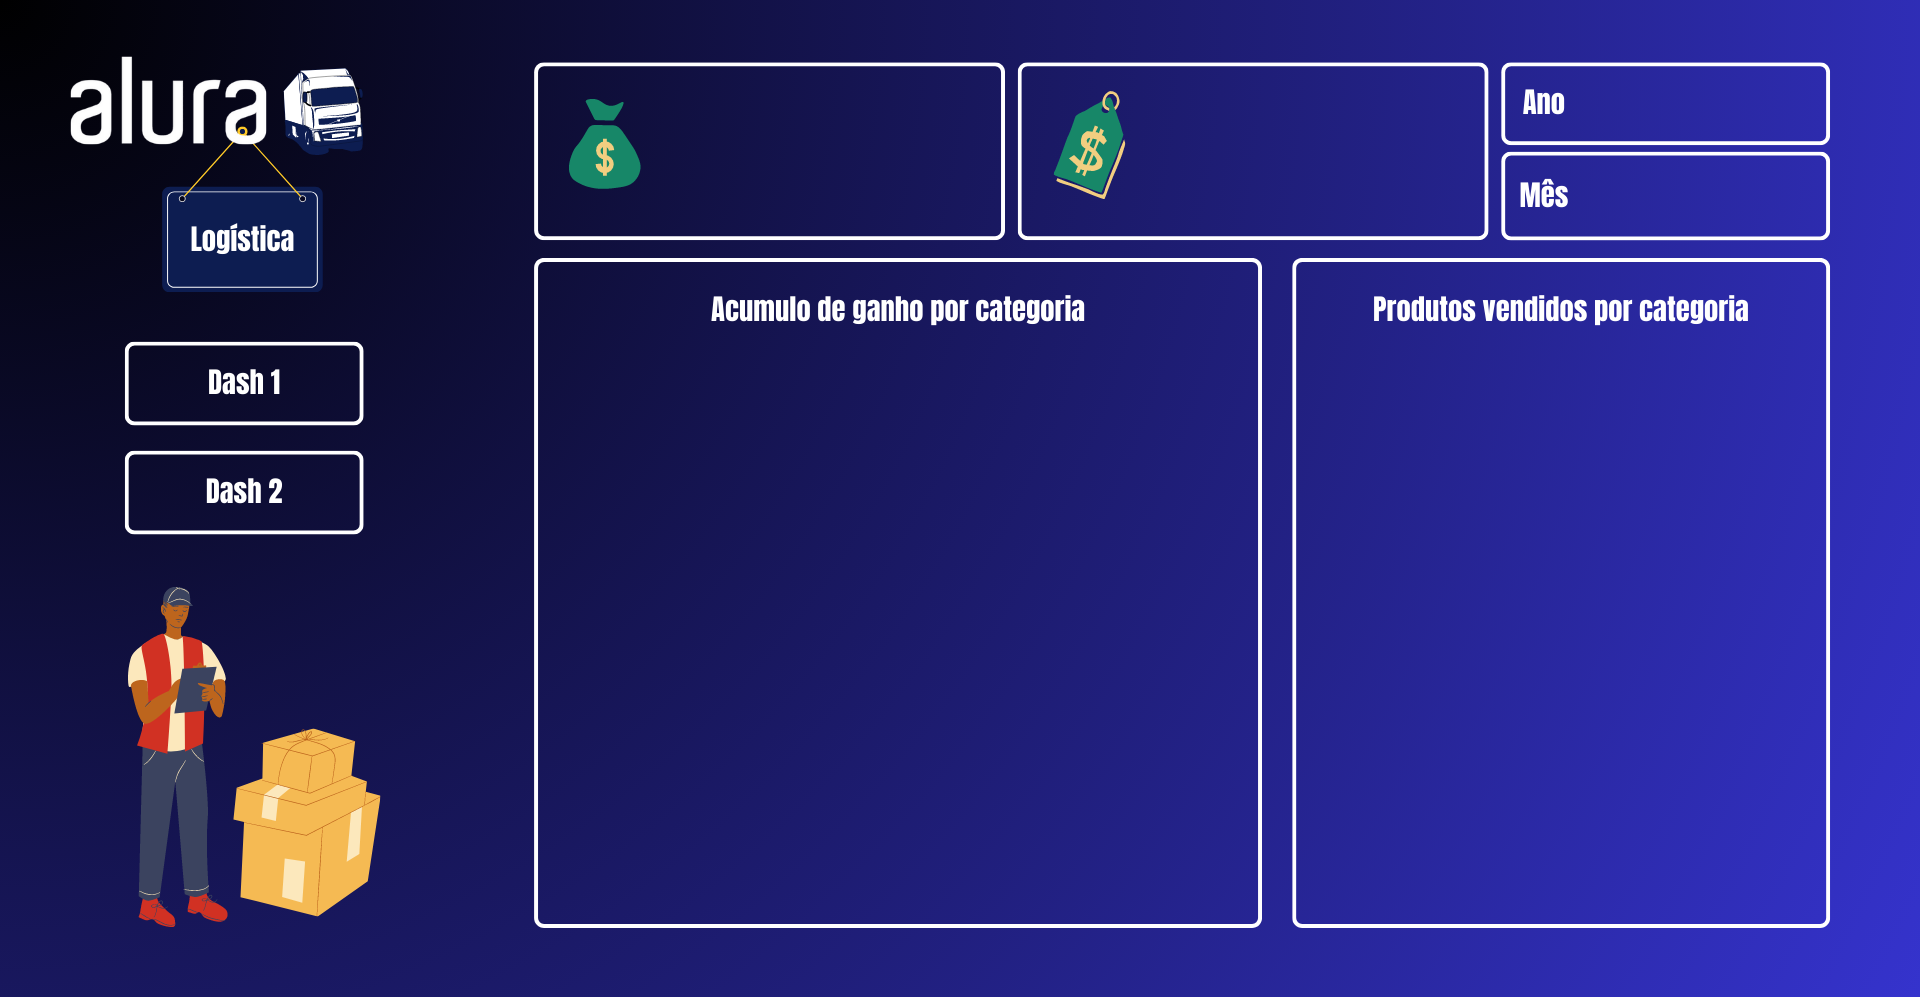 alura
Logística
Dash 1
Dash 2
$
$
Ano
Mês
Acumulo de ganho por categoria
Produtos vendidos por categoria